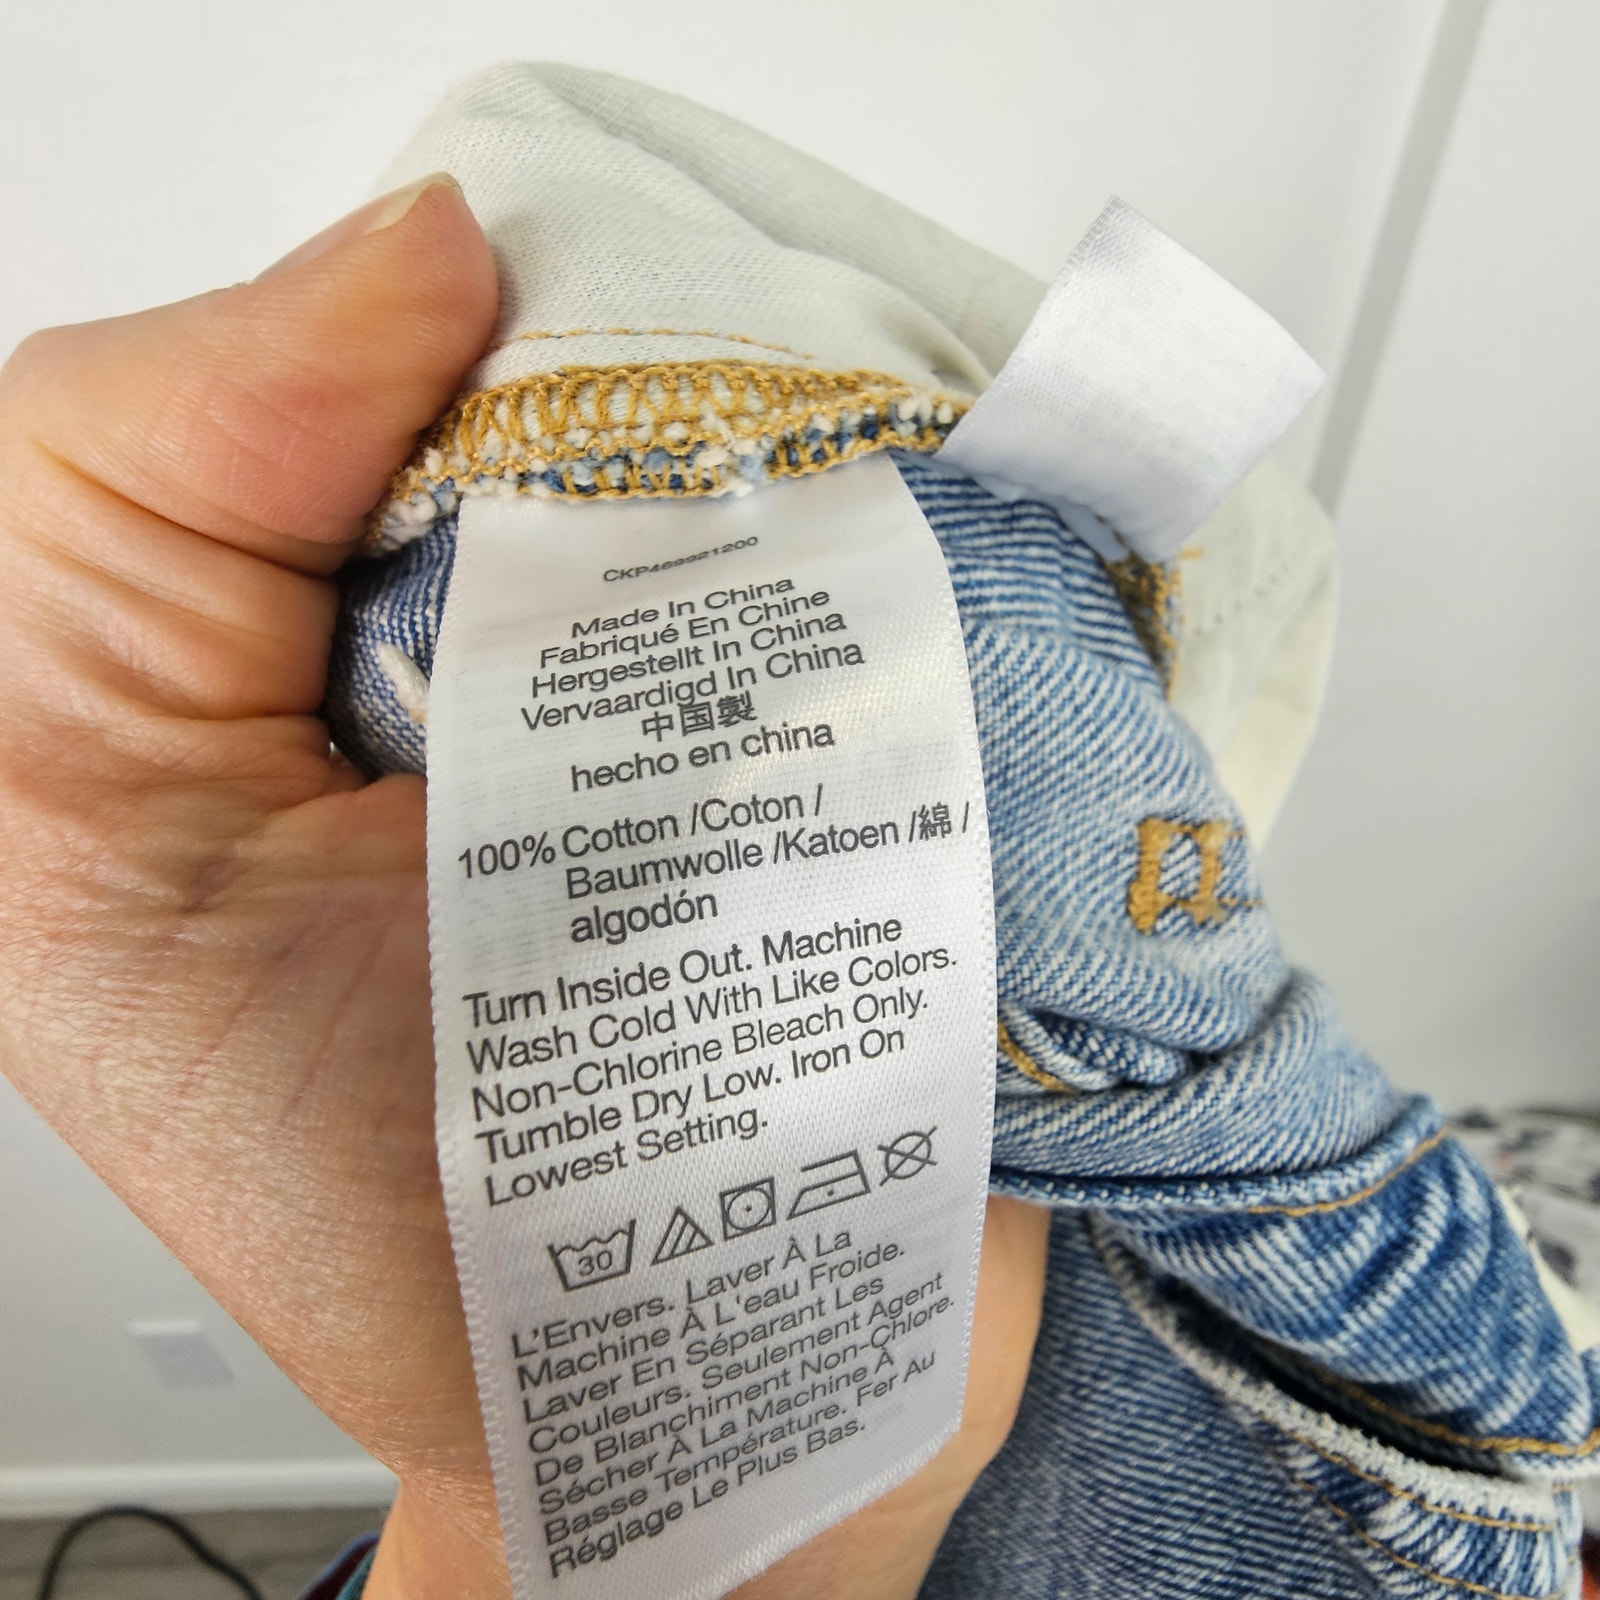 CKP469921200
Made In China
Fabriqué En Chine
Hergestellt In China
Vervaardigd In China
中国製
hecho en china
100% Cotton /Coton /
Baumwolle /Katoen /綿 /
algodón
Turn Inside Out. Machine
Wash Cold With Like Colors.
Non-Chlorine Bleach Only.
Tumble Dry Low. Iron On
Lowest Setting.
30
L'Envers. Laver À La
Machine À L'eau Froide.
Laver En Séparant Les
Couleurs. Seulement Agent
De Blanchiment Non-Chlore.
Sécher À La Machine À
Basse Température. Fer Au
Réglage Le Plus Bas.